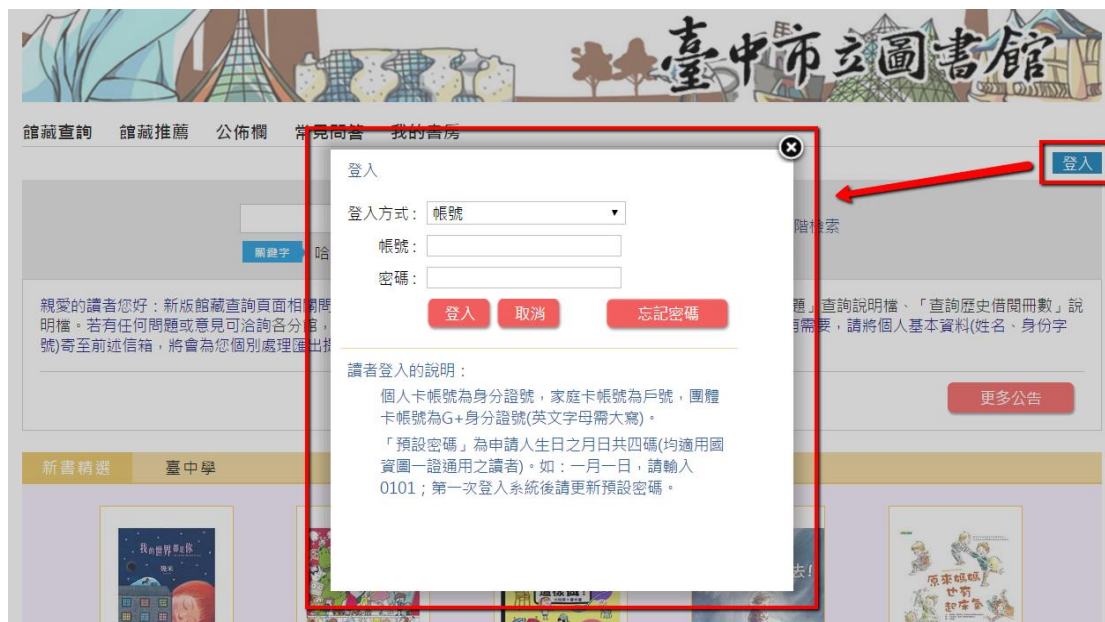 臺中市立圖書館
館藏查詢 館藏推薦 公佈欄 常見問答 我的書房
登入
登入
登入方式: 帳號
帳號:
密碼:
登入 取消 忘記密碼
讀者登入的說明:
個人卡帳號為身分證號,家庭卡帳號為戶號,團體
卡帳號為G+身分證號(英文字母需大寫)。
「預設密碼」為申請人生日之月日共四碼(均適用國
資圖一證通用之讀者)。如:一月一日,請輸入
0101;第一次登入系統後請更新預設密碼。
階檢索
關鍵字 哈
親愛的讀者您好:新版館藏查詢頁面相關問
題」查詢說明檔、「查詢歷史借閱冊數」說
明檔。若有任何問題或意見可洽詢各分館,
需要,請將個人基本資料(姓名、身份字
號)寄至前述信箱,將會為您個別處理匯出
更多公告
新書精選 臺中學
我的世界都是你
幾米
去!
原來媽媽
也有
起床氣